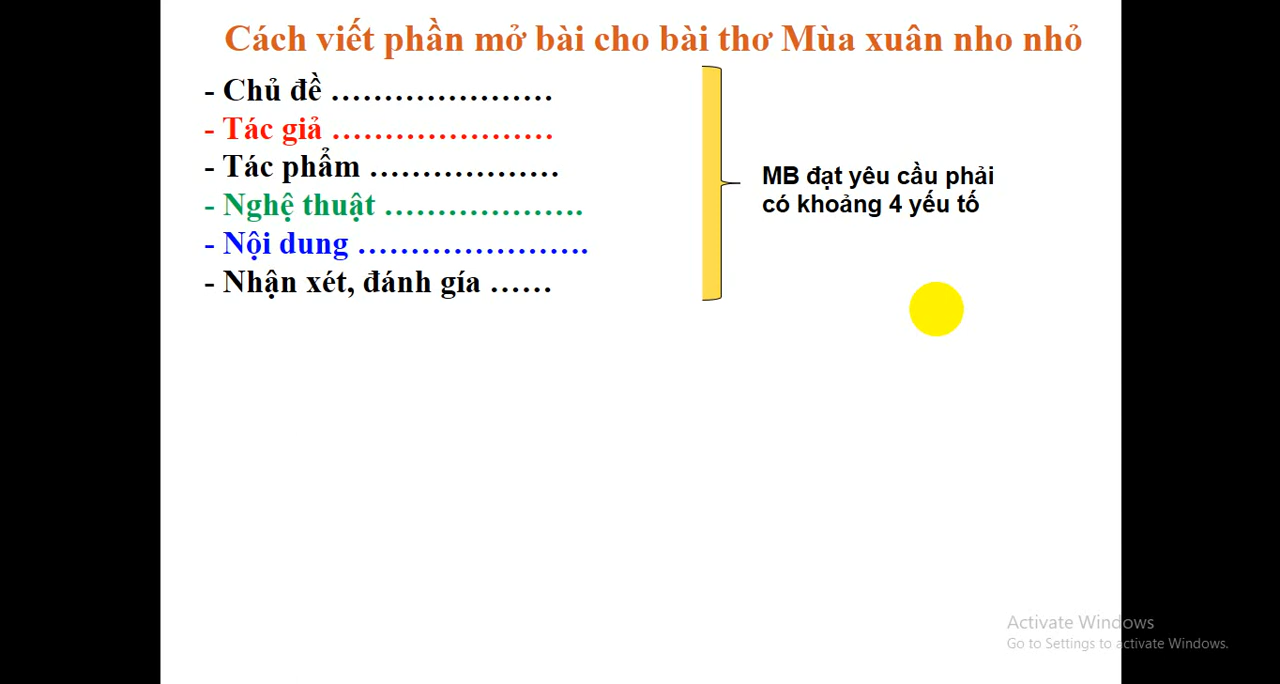 Cách viết phần mở bài cho bài thơ Mùa xuân nho nhỏ
- Chủ đề .....................
- Tác giả .....................
- Tác phẩm ..................
- Nghệ thuật ...................
- Nội dung ......................
- Nhận xét, đánh gía ......
MB đạt yêu cầu phải
có khoảng 4 yếu tố
Activate Windows
Go to Settings to activate Windows.